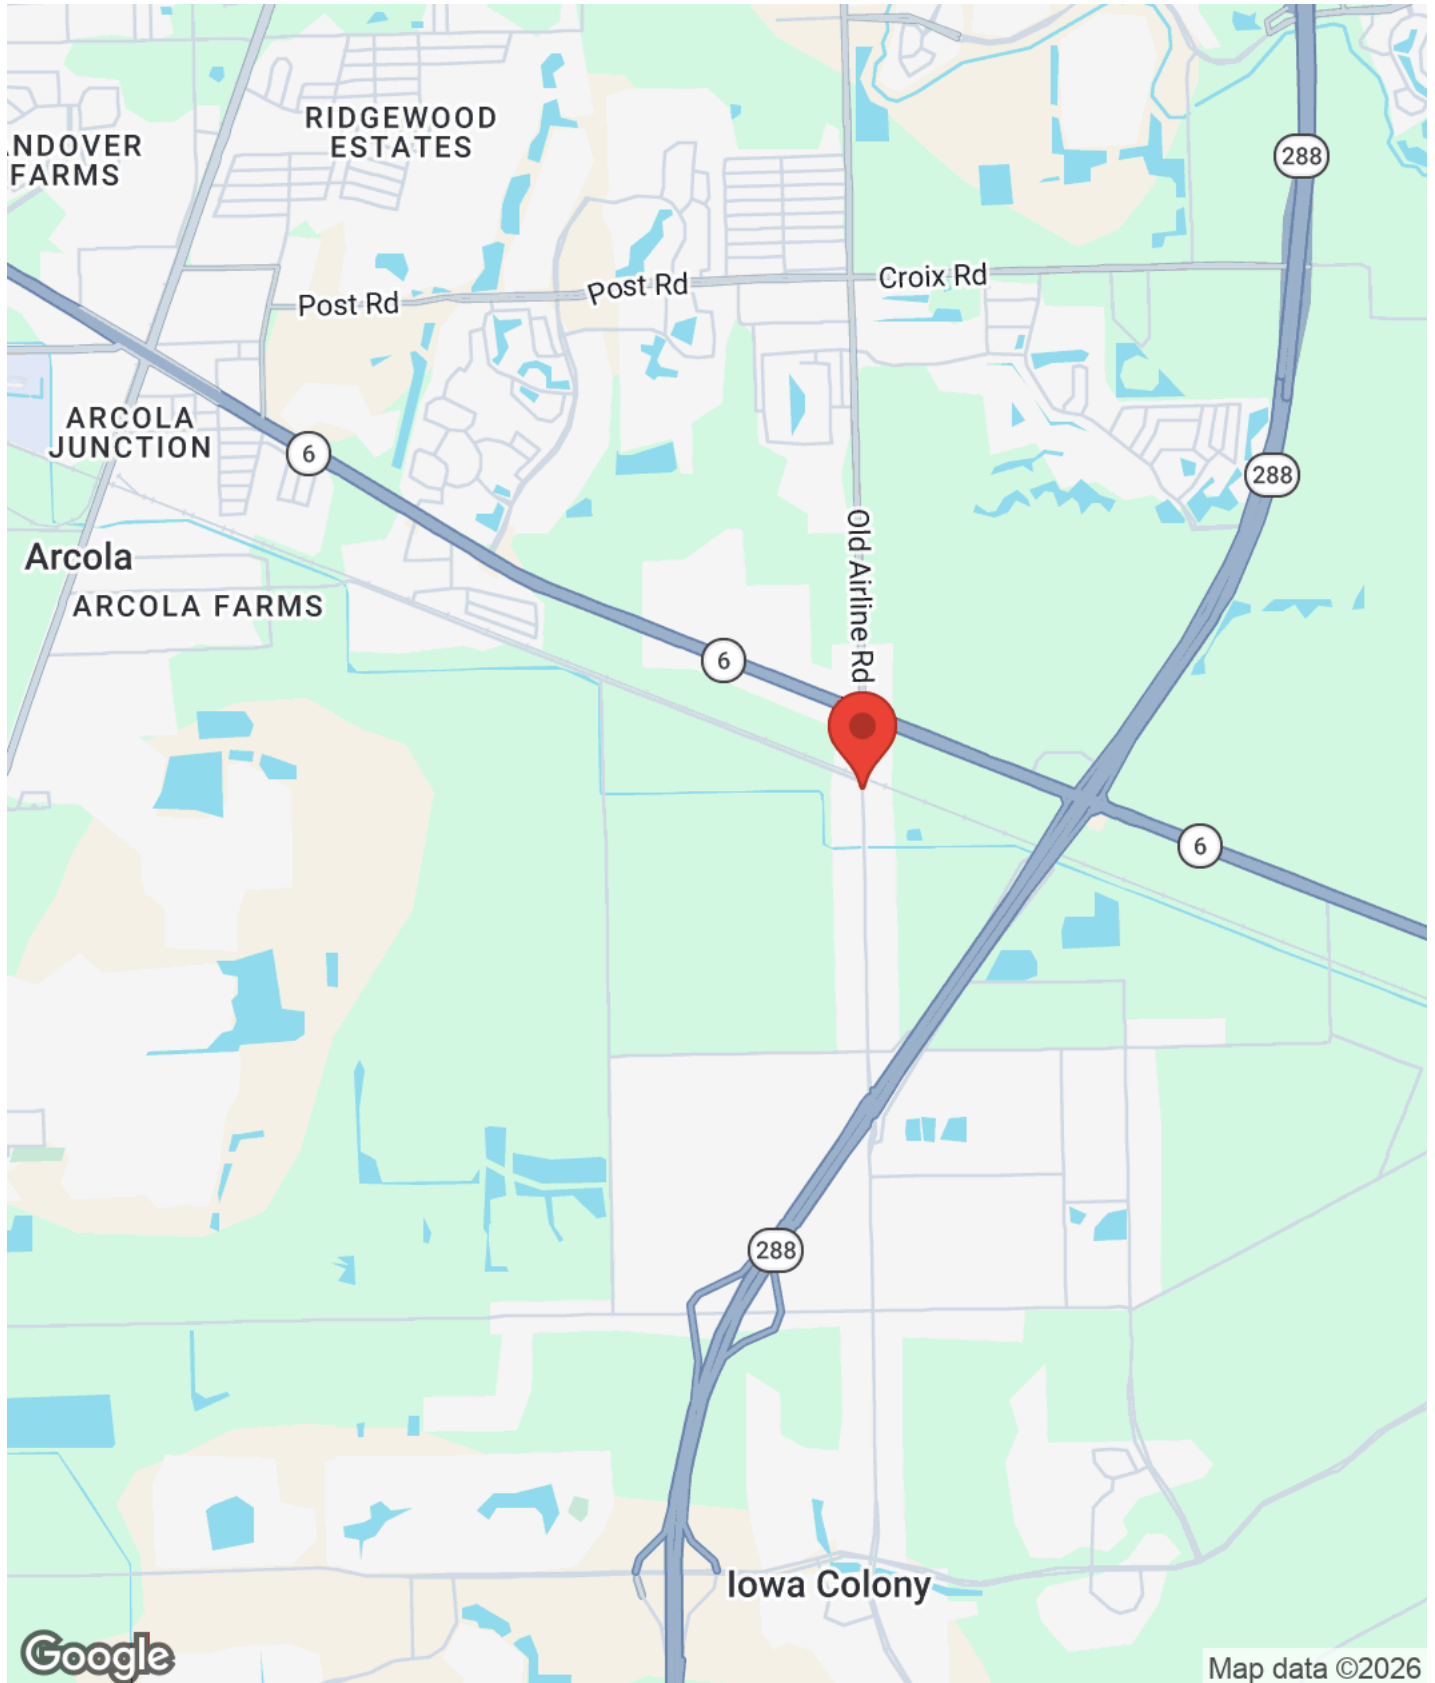 RIDGEWOOD
ESTATES
NDOVER
FARMS
288
Croix Rd
Post Rd
Post Rd
ARCOLA
JUNCTION
6
288
Old Airline Rd
Arcola
ARCOLA FARMS
6
6
288
Iowa Colony
Google
Map data ©2026